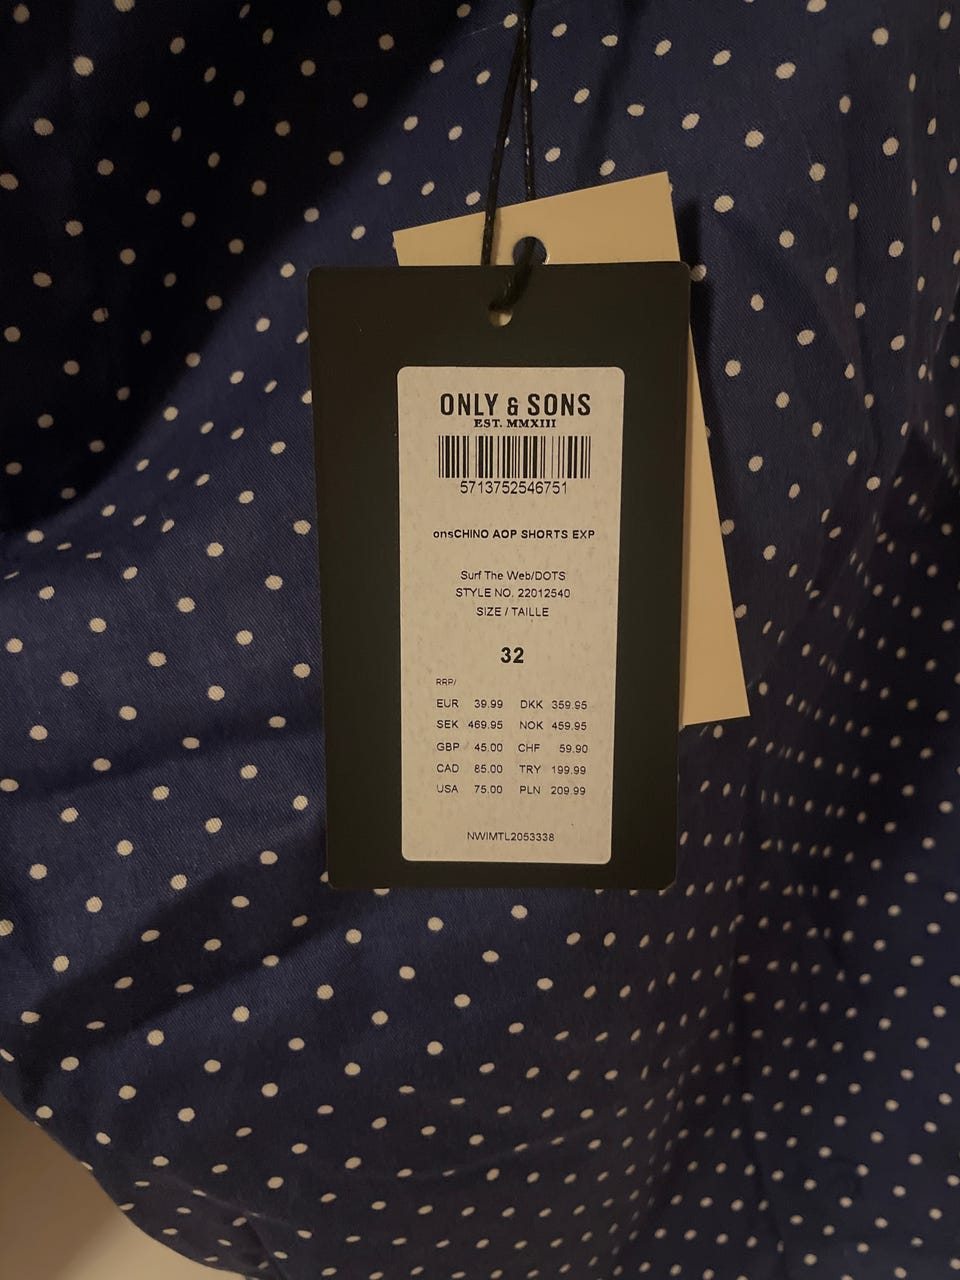 ONLY & SONS
EST. MMXIII
5713752546751
onsCHINO AOP SHORTS EXP
Surf The Web/DOTS
STYLE NO. 22012540
SIZE / TAILLE
32
RRP/
EUR 39.99 DKK 359.95
SEK 469.95 NOK 459.95
GBP 45.00 CHF 59.90
CAD 85.00 TRY 199.99
USA 75.00 PLN 209.99
NWIMTL2053338